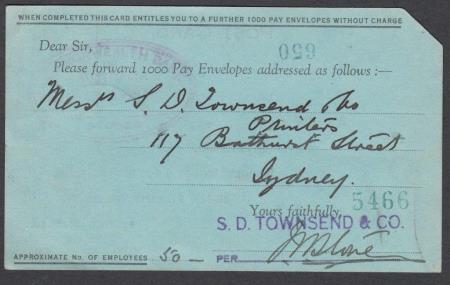 WHEN COMPLETED THIS CARD ENTITLES YOU TO A FURTHER 1000 PAY ENVELOPES WITHOUT CHARGE
Dear Sir,
650
Please forward 1000 Pay Envelopes addressed as follows :—
Messrs S. D. Townsend & Co
Printers
117 Bathurst Street
Sydney.
5466
Yours faithfully,
S. D. TOWNSEND & CO.
APPROXIMATE NO. OF EMPLOYEES 50 — PER